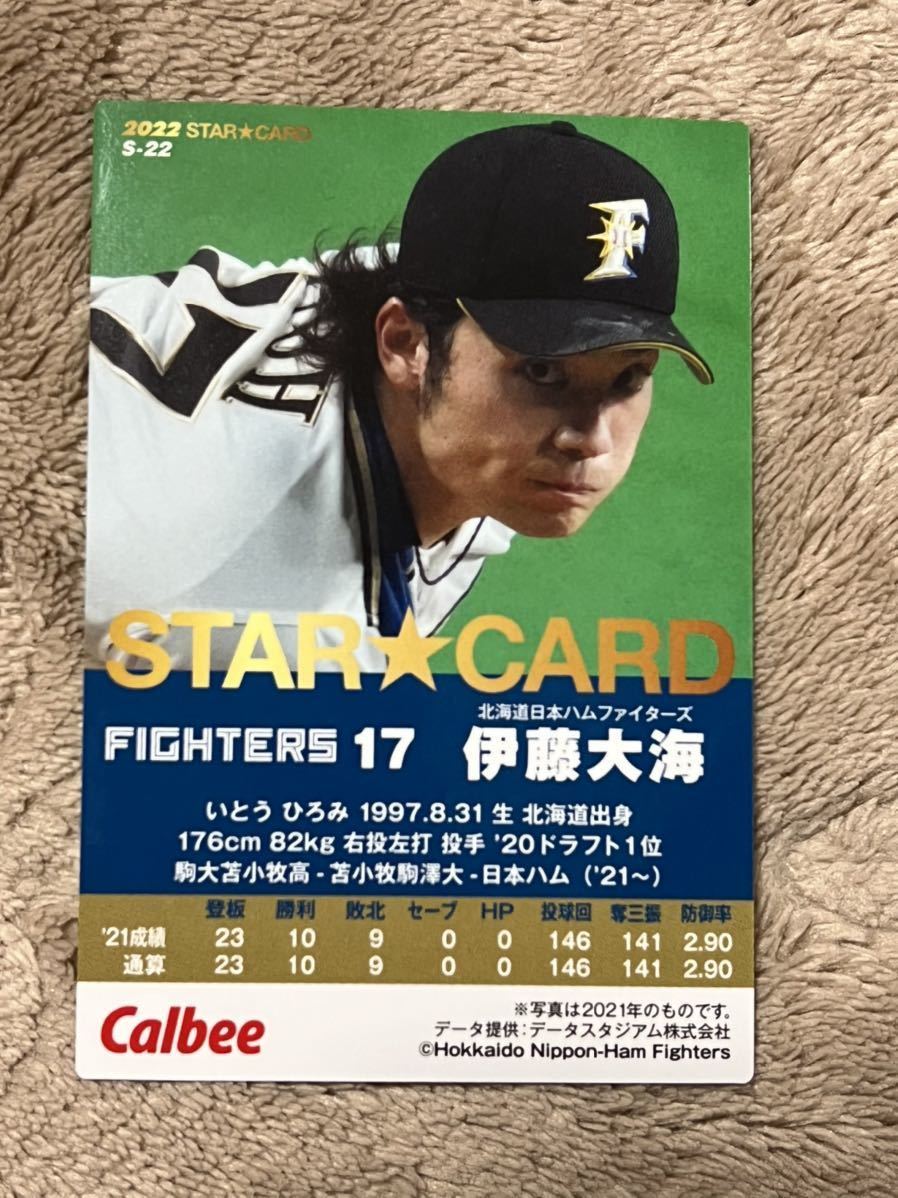 2022 STAR★CARD
S-22
F
ITOH
STAR★CARD
北海道日本ハムファイターズ
FIGHTERS 17 伊藤大海
いとう ひろみ 1997.8.31 生 北海道出身
176cm 82kg 右投左打 投手 '20ドラフト1位
駒大苫小牧高-苫小牧駒澤大-日本ハム ('21~)
登板 勝利 敗北 セーブ HP 投球回 奪三振 防御率
'21成績 23 10 9 0 0 146 141 2.90
通算 23 10 9 0 0 146 141 2.90
Calbee
※写真は2021年のものです。
データ提供:データスタジアム株式会社
©Hokkaido Nippon-Ham Fighters